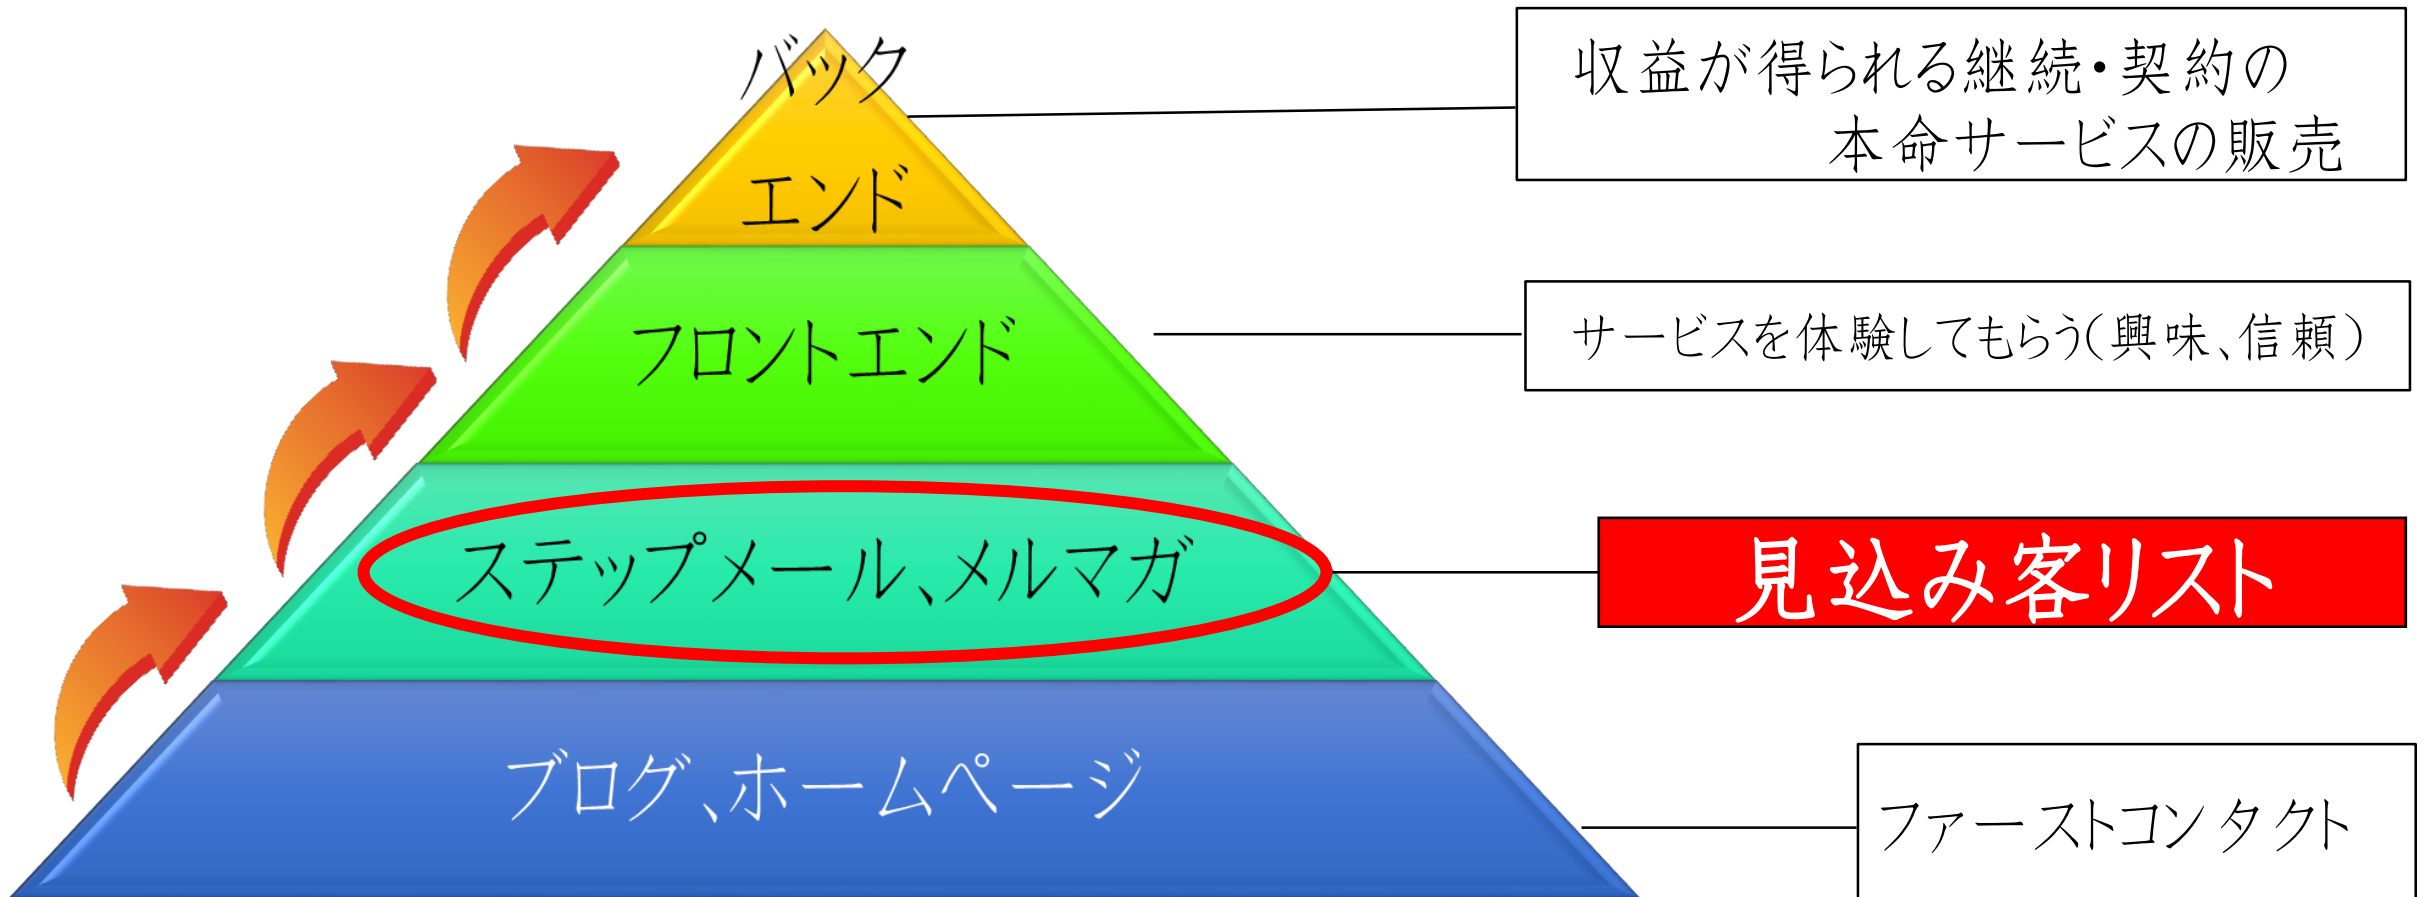 バック
エンド
収益が得られる継続・契約の
本命サービスの販売
フロントエンド
サービスを体験してもらう(興味、信頼)
ステップメール、メルマガ
見込み客リスト
ブログ、ホームページ
ファーストコンタクト